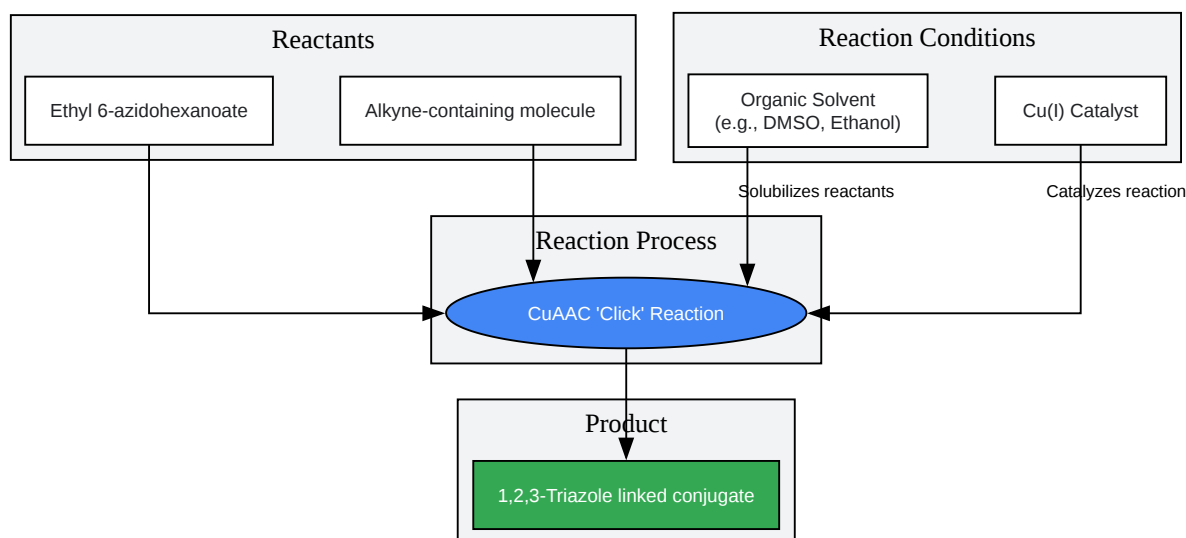 Reactants
Reaction Conditions
Ethyl 6-azidohexanoate
Alkyne-containing molecule
Organic Solvent
(e.g., DMSO, Ethanol)
Cu(I) Catalyst
Solubilizes reactants
Catalyzes reaction
Reaction Process
CuAAC 'Click' Reaction
Product
1,2,3-Triazole linked conjugate